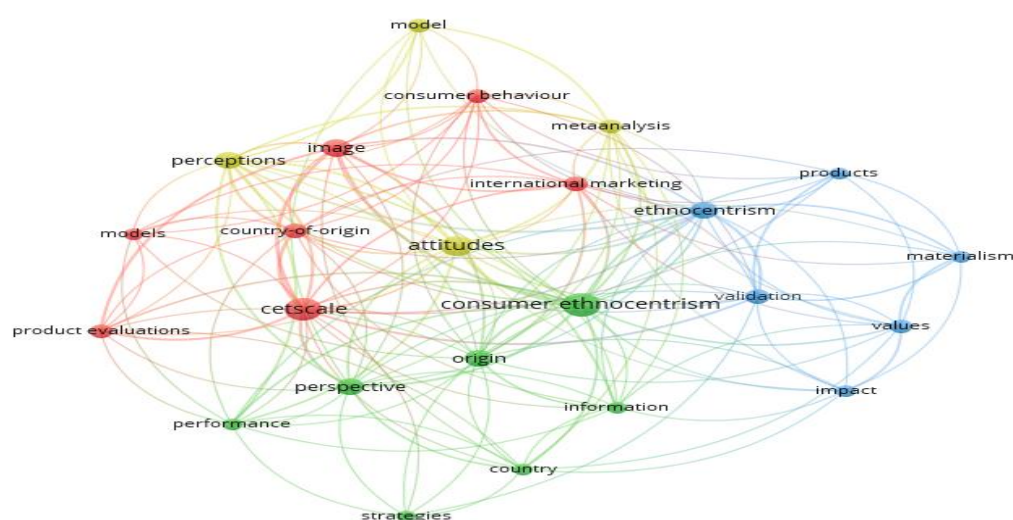 model
consumer behaviour
metaanalysis
image
perceptions
products
international marketing
ethnocentrism
country-of-origin
models
attitudes
materialism
validation
consumer ethnocentrism
cetscale
values
product evaluations
origin
perspective
impact
information
performance
country
strategies